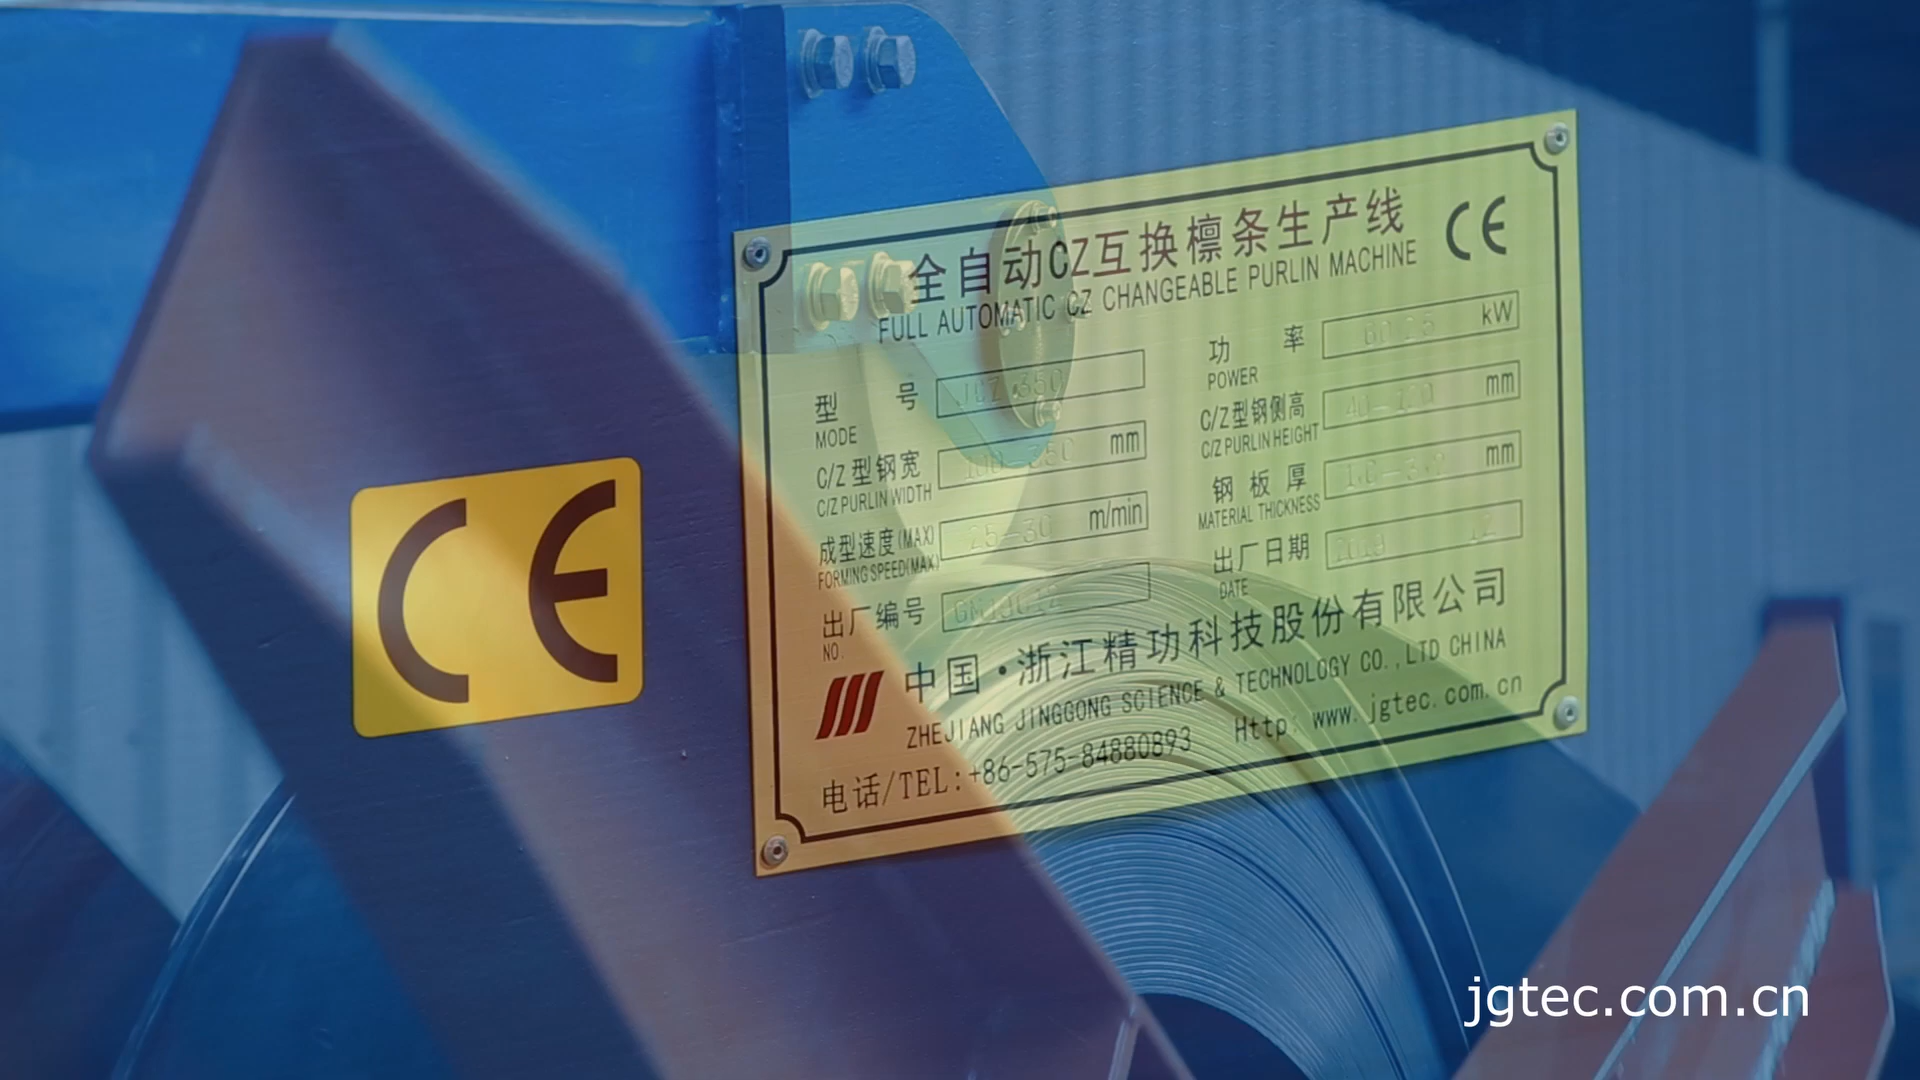 CE
全自动CZ互换檩条生产线
CE
FULL AUTOMATIC CZ CHANGEABLE PURLIN MACHINE
型 号
MODE
功 率 kW
POWER
C/Z型钢宽 mm
C/Z PURLIN WIDTH
C/Z型钢侧高 mm
C/Z PURLIN HEIGHT
成型速度(MAX) 25-30 m/min
FORMING SPEED(MAX)
钢板厚 mm
MATERIAL THICKNESS
出厂编号
NO.
出厂日期
DATE
中国·浙江精功科技股份有限公司
ZHEJIANG JINGGONG SCIENCE & TECHNOLOGY CO.,LTD CHINA
电话/TEL:+86-575-84880893 Http: www.jgtec.com.cn
jgtec.com.cn